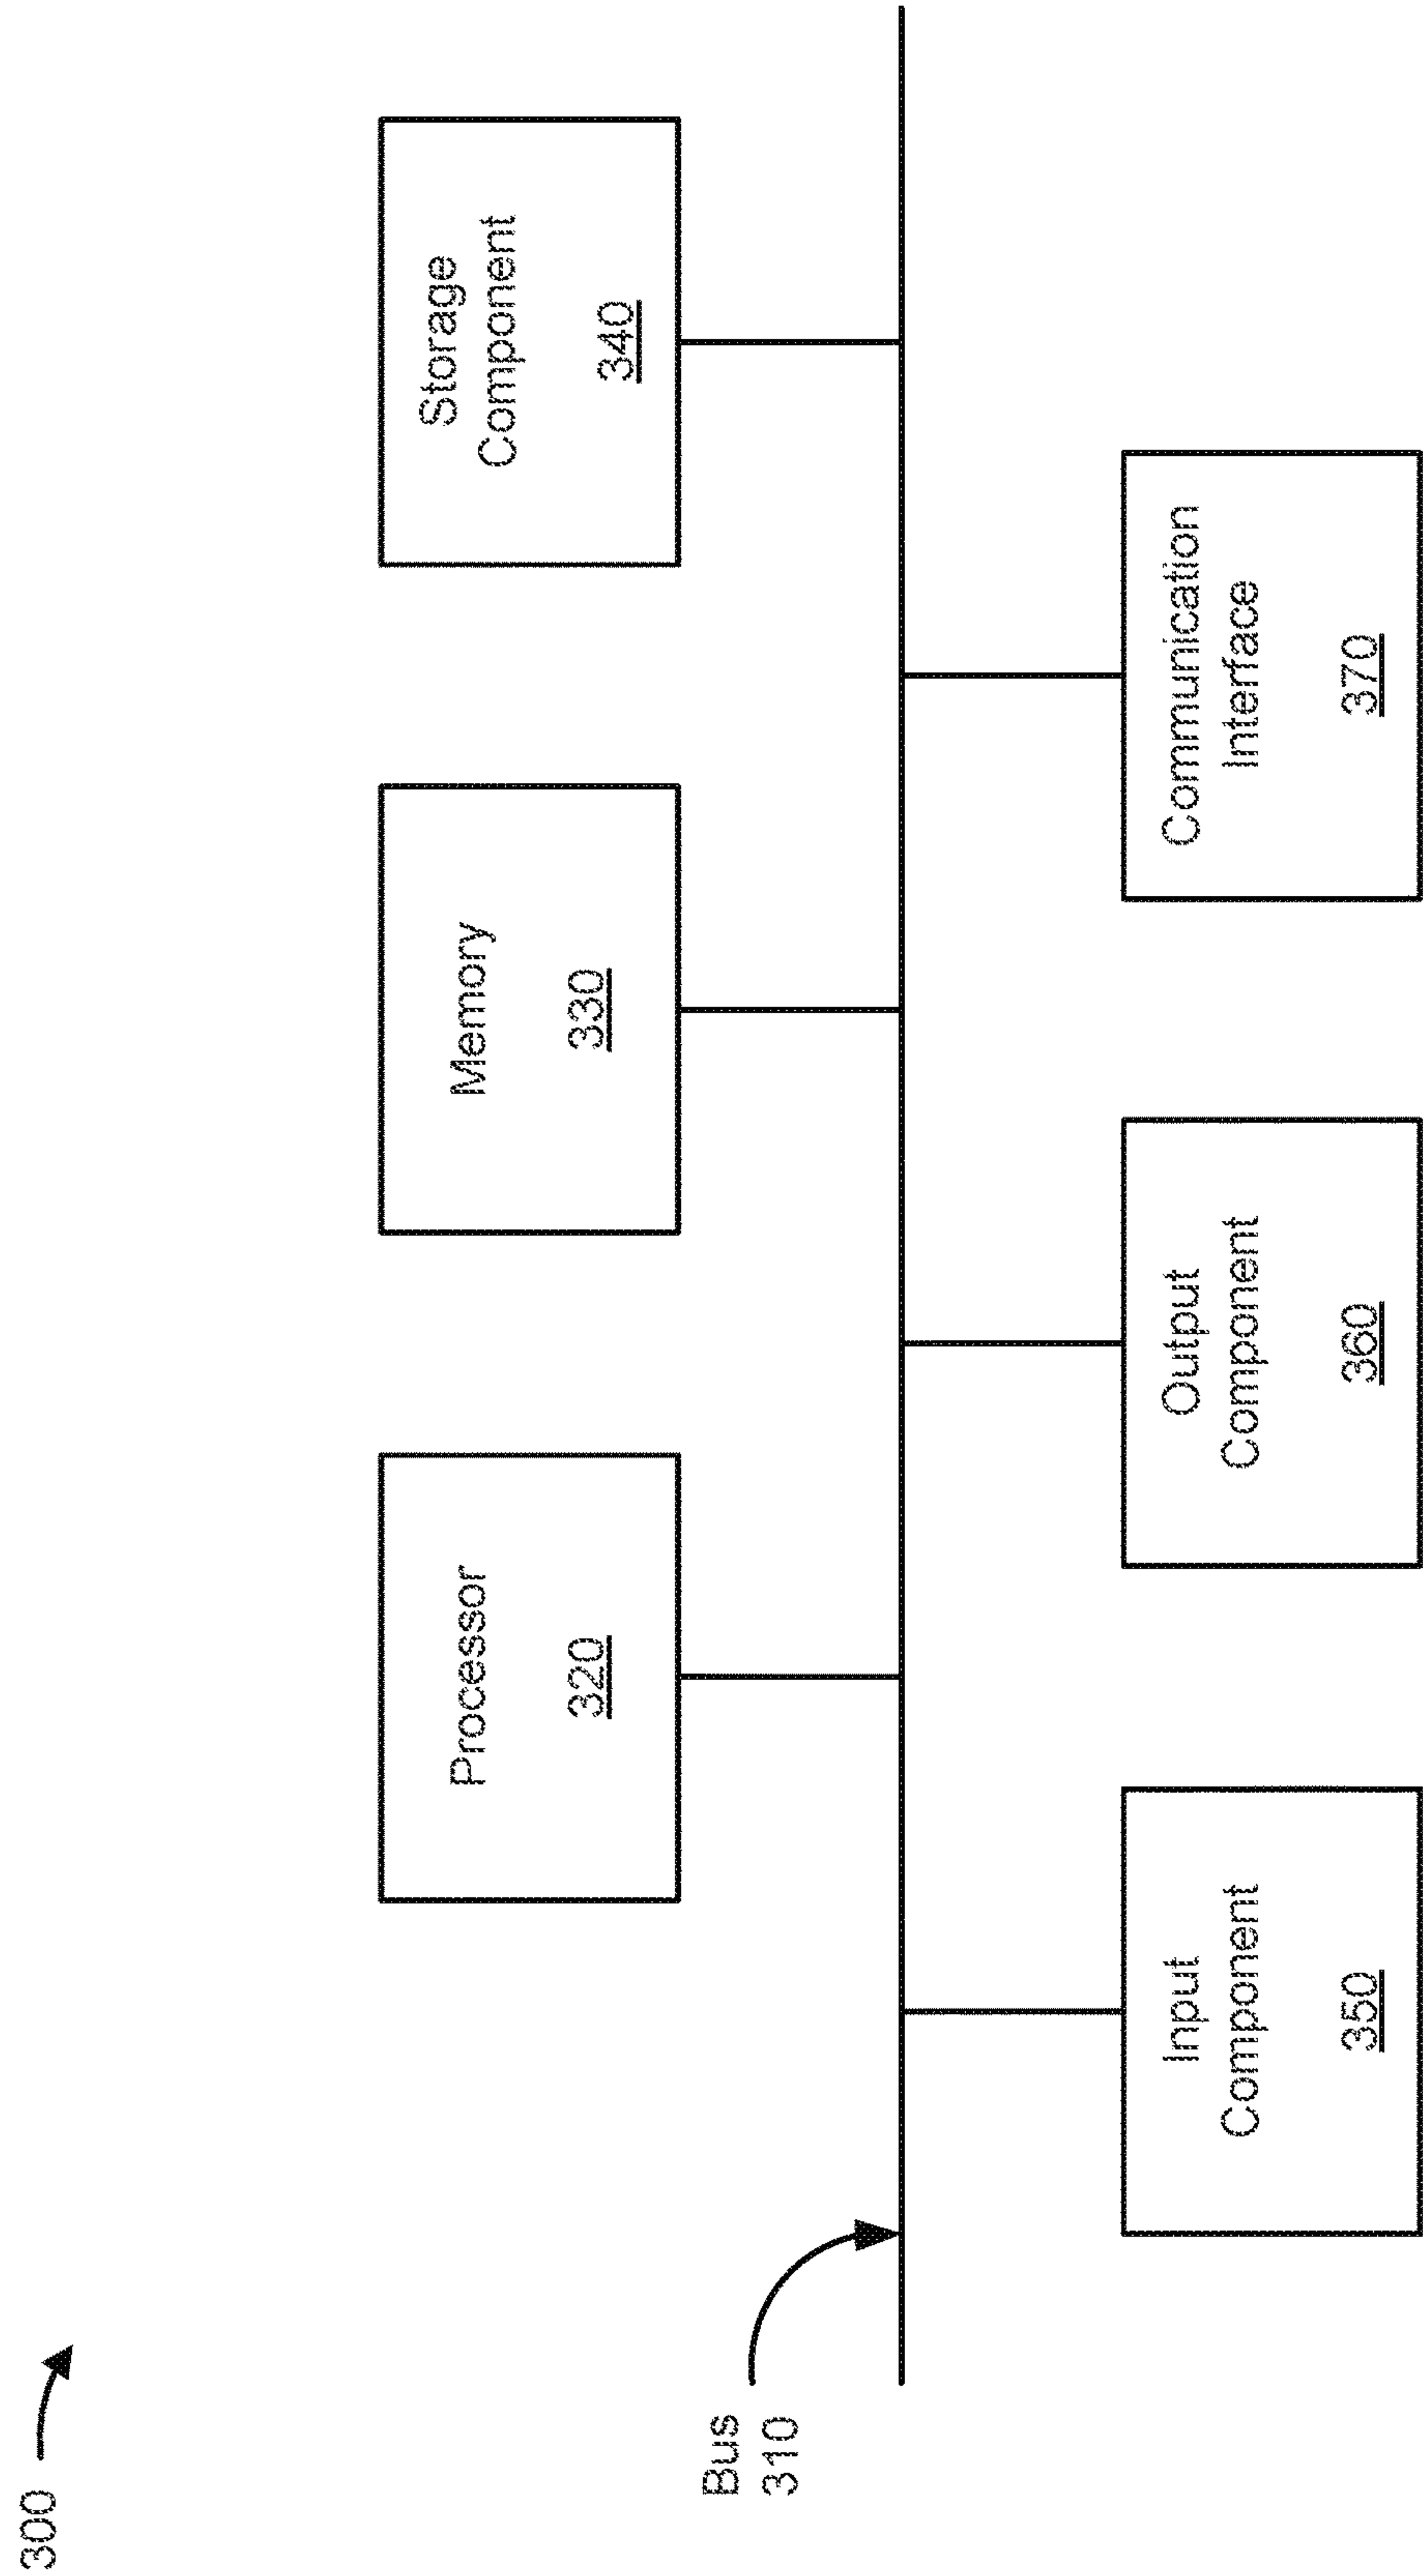 300
Processor
320
Memory
330
Storage
Component
340
Bus
310
Input
Component
350
Output
Component
360
Communication
Interface
370